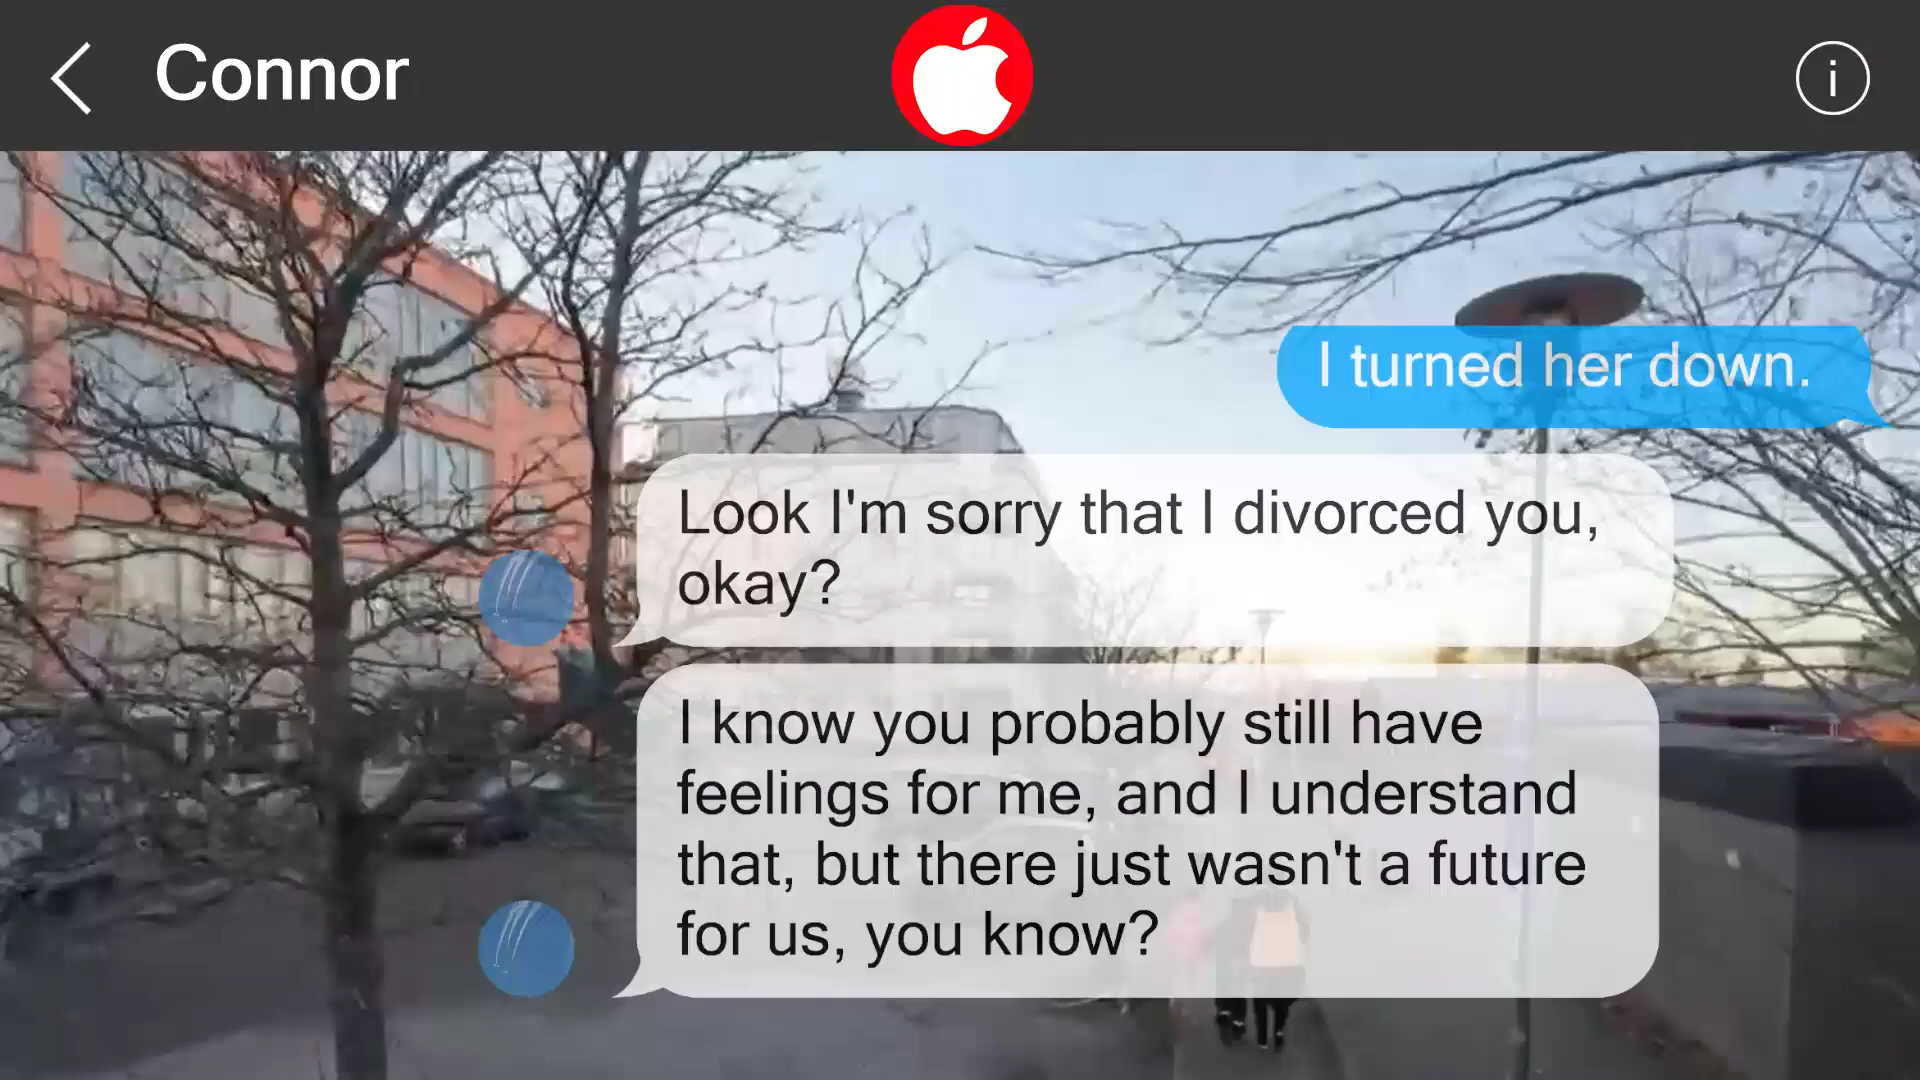 Connor
i
I turned her down.
Look I'm sorry that I divorced you,
okay?
I know you probably still have
feelings for me, and I understand
that, but there just wasn't a future
for us, you know?